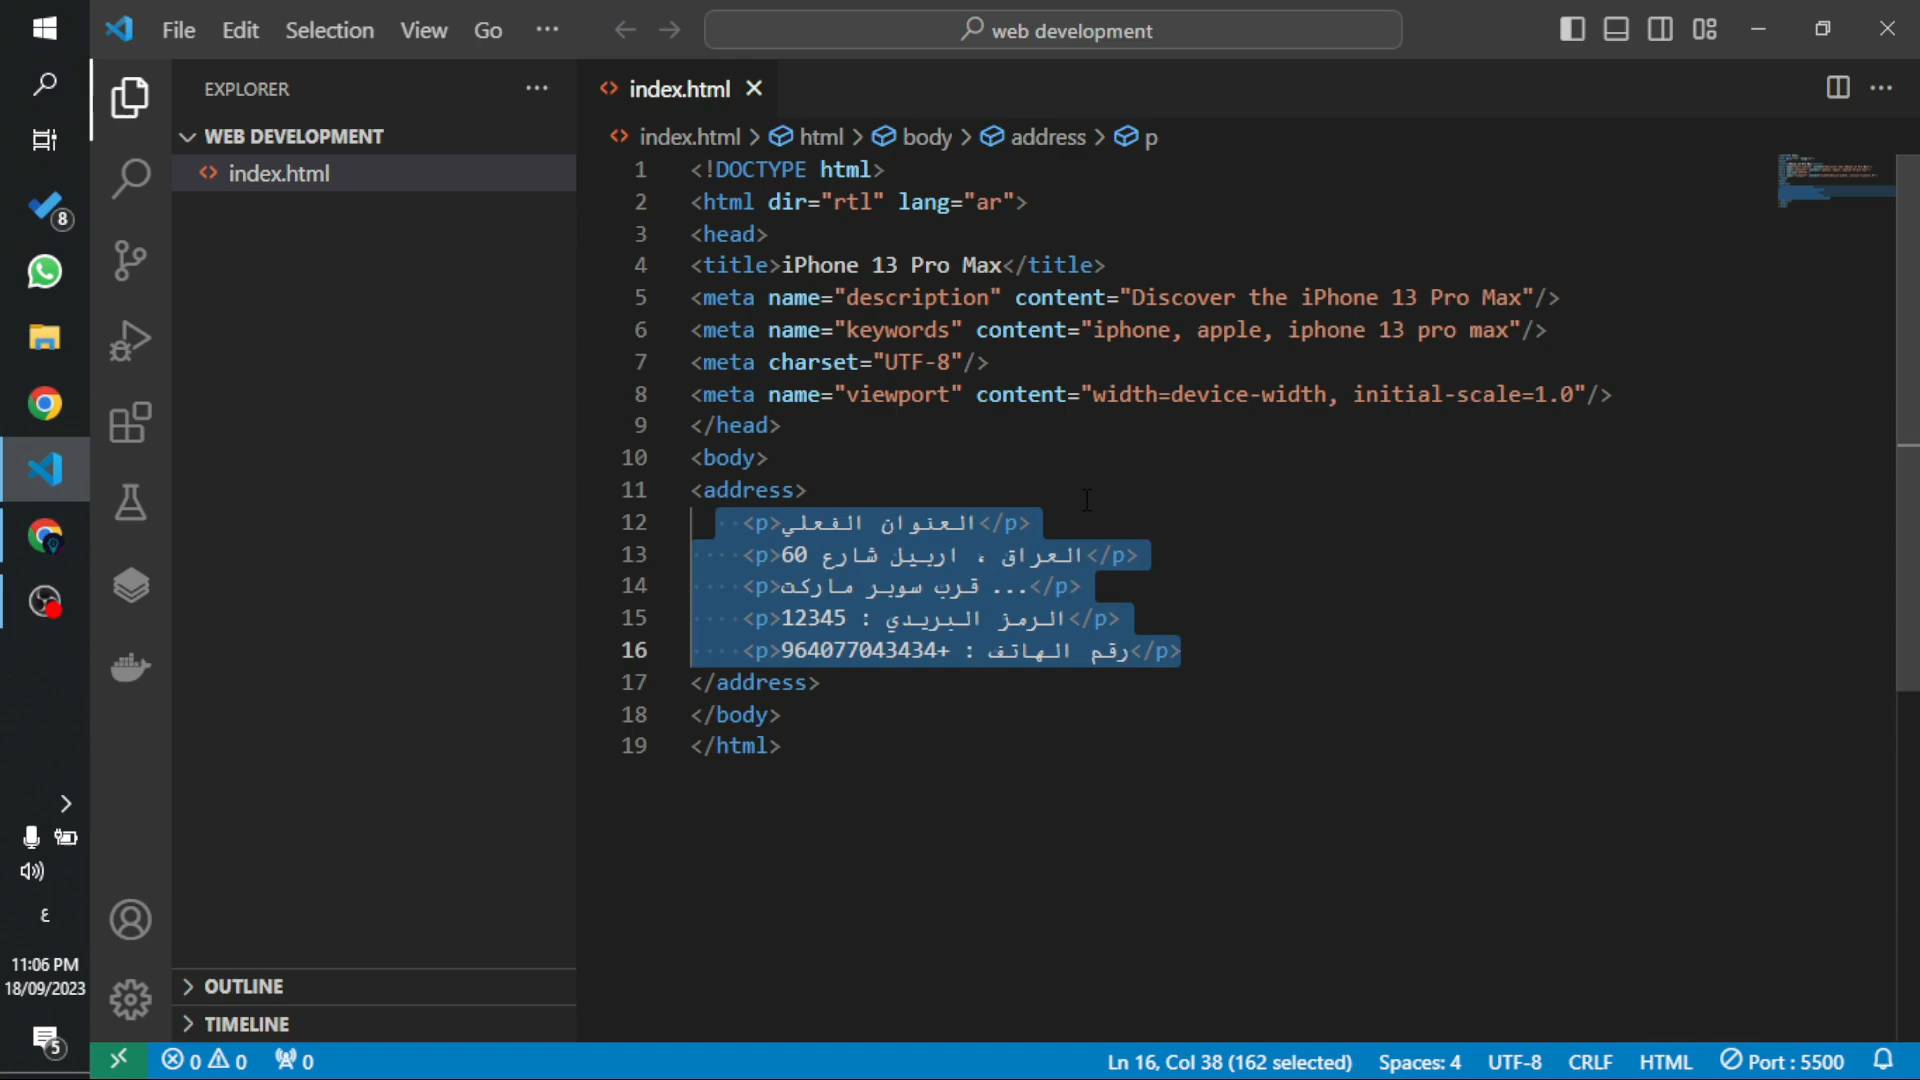 File Edit Selection View Go ···
web development
EXPLORER ···
index.html
index.html > html > body > address > p
WEB DEVELOPMENT
index.html
1 <!DOCTYPE html>
2 <html dir="rtl" lang="ar">
3 <head>
4 <title>iPhone 13 Pro Max</title>
5 <meta name="description" content="Discover the iPhone 13 Pro Max"/>
6 <meta name="keywords" content="iphone, apple, iphone 13 pro max"/>
7 <meta charset="UTF-8"/>
8 <meta name="viewport" content="width=device-width, initial-scale=1.0"/>
9 </head>
10 <body>
11 <address>
12 <p>العنوان الفعلي</p>
13 <p>العراق ، اربيل شارع 60</p>
14 <p>قرب سوبر ماركت ...</p>
15 <p>الرمز البريدي : 12345</p>
16 <p>رقم الهاتف : +964077043434</p>
17 </address>
18 </body>
19 </html>
8
ع
11:06 PM
18/09/2023
5
OUTLINE
TIMELINE
0 0 0 Ln 16, Col 38 (162 selected) Spaces: 4 UTF-8 CRLF HTML Port : 5500